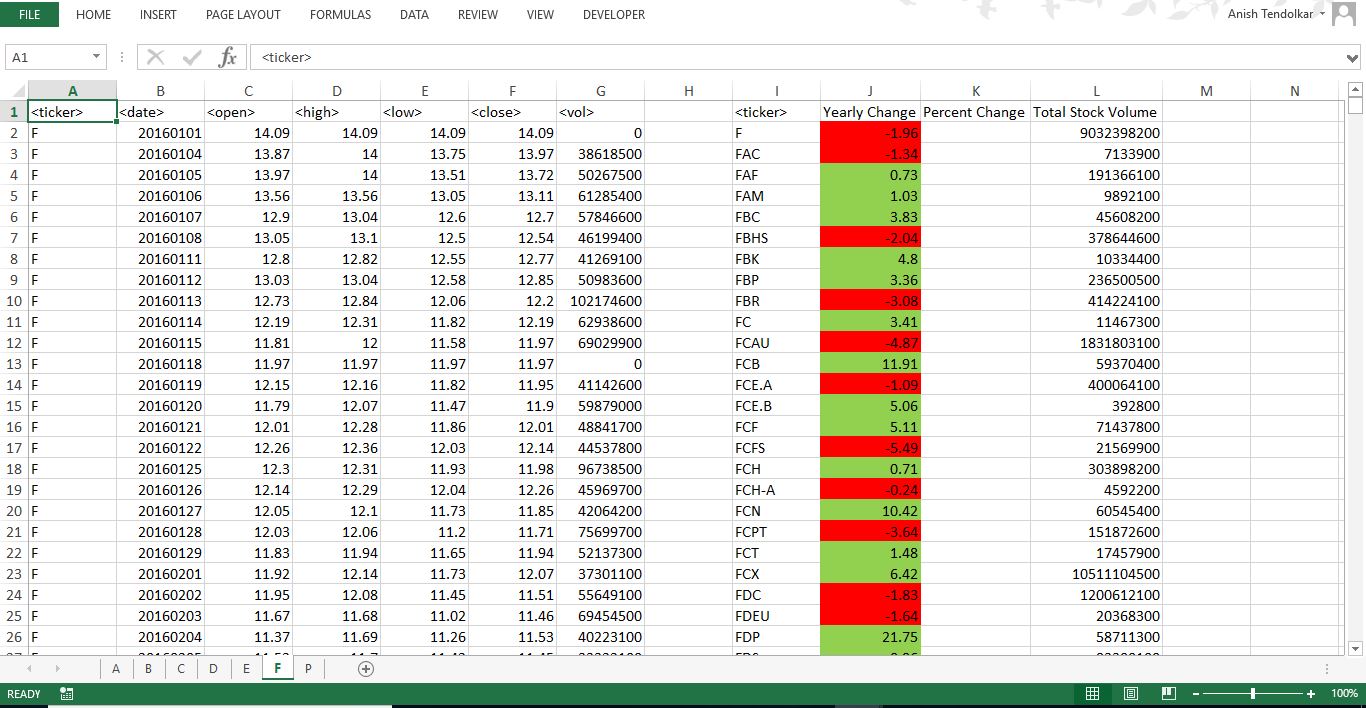 FILE HOME INSERT PAGE LAYOUT FORMULAS DATA REVIEW VIEW DEVELOPER Anish Tendolkar
A1 fx <ticker>
A B C D E F G H I J K L M N
1 <ticker> <date> <open> <high> <low> <close> <vol> <ticker> Yearly Change Percent Change Total Stock Volume
2 F 20160101 14.09 14.09 14.09 14.09 0 F -1.96 9032398200
3 F 20160104 13.87 14 13.75 13.97 38618500 FAC -1.34 7133900
4 F 20160105 13.97 14 13.51 13.72 50267500 FAF 0.73 191366100
5 F 20160106 13.56 13.56 13.05 13.11 61285400 FAM 1.03 9892100
6 F 20160107 12.9 13.04 12.6 12.7 57846600 FBC 3.83 45608200
7 F 20160108 13.05 13.1 12.5 12.54 46199400 FBHS -2.04 378644600
8 F 20160111 12.8 12.82 12.55 12.77 41269100 FBK 4.8 10334400
9 F 20160112 13.03 13.04 12.58 12.85 50983600 FBP 3.36 236500500
10 F 20160113 12.73 12.84 12.06 12.2 102174600 FBR -3.08 414224100
11 F 20160114 12.19 12.31 11.82 12.19 62938600 FC 3.41 11467300
12 F 20160115 11.81 12 11.58 11.97 69029900 FCAU -4.87 1831803100
13 F 20160118 11.97 11.97 11.97 11.97 0 FCB 11.91 59370400
14 F 20160119 12.15 12.16 11.82 11.95 41142600 FCE.A -1.09 400064100
15 F 20160120 11.79 12.07 11.47 11.9 59879000 FCE.B 5.06 392800
16 F 20160121 12.01 12.28 11.86 12.01 48841700 FCF 5.11 71437800
17 F 20160122 12.26 12.36 12.03 12.14 44537800 FCFS -5.49 21569900
18 F 20160125 12.3 12.31 11.93 11.98 96738500 FCH 0.71 303898200
19 F 20160126 12.14 12.29 12.04 12.26 45969700 FCH-A -0.24 4592200
20 F 20160127 12.05 12.1 11.73 11.85 42064200 FCN 10.42 60545400
21 F 20160128 12.03 12.06 11.2 11.71 75699700 FCPT -3.64 151872600
22 F 20160129 11.83 11.94 11.65 11.94 52137300 FCT 1.48 17457900
23 F 20160201 11.92 12.14 11.73 12.07 37301100 FCX 6.42 10511104500
24 F 20160202 11.95 12.08 11.45 11.51 55649100 FDC -1.83 1200612100
25 F 20160203 11.67 11.68 11.02 11.46 69454500 FDEU -1.64 20368300
26 F 20160204 11.37 11.69 11.26 11.53 40223100 FDP 21.75 58711300
A B C D E F P
READY 100%